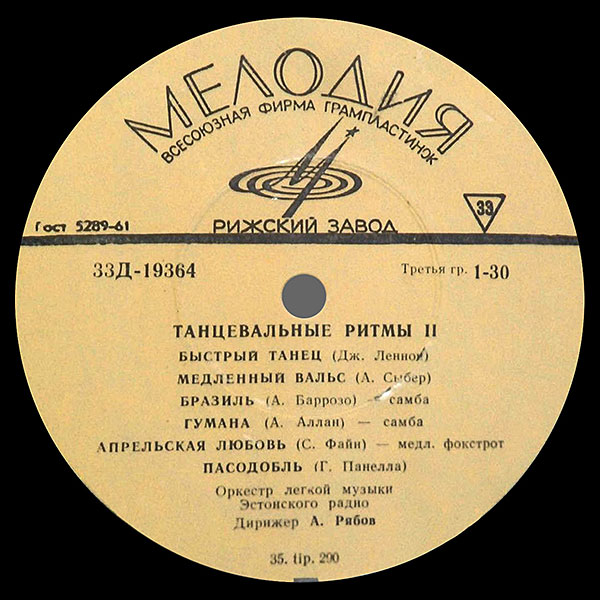 МЕЛОДИЯ
ВСЕСОЮЗНАЯ ФИРМА ГРАМПЛАСТИНОК
Гост 5289-61
РИЖСКИЙ ЗАВОД
33
33Д-19364
Третья гр. 1-30
ТАНЦЕВАЛЬНЫЕ РИТМЫ II
БЫСТРЫЙ ТАНЕЦ (Дж. Леннон)
МЕДЛЕННЫЙ ВАЛЬС (А. Сыбер)
БРАЗИЛЬ (А. Баррозо) — самба
ГУМАНА (А. Аллан) — самба
АПРЕЛЬСКАЯ ЛЮБОВЬ (С. Файн) — медл. фокстрот
ПАСОДОБЛЬ (Г. Панелла)
Оркестр легкой музыки
Эстонского радио
Дирижер А. Рябов
35. tip. 290